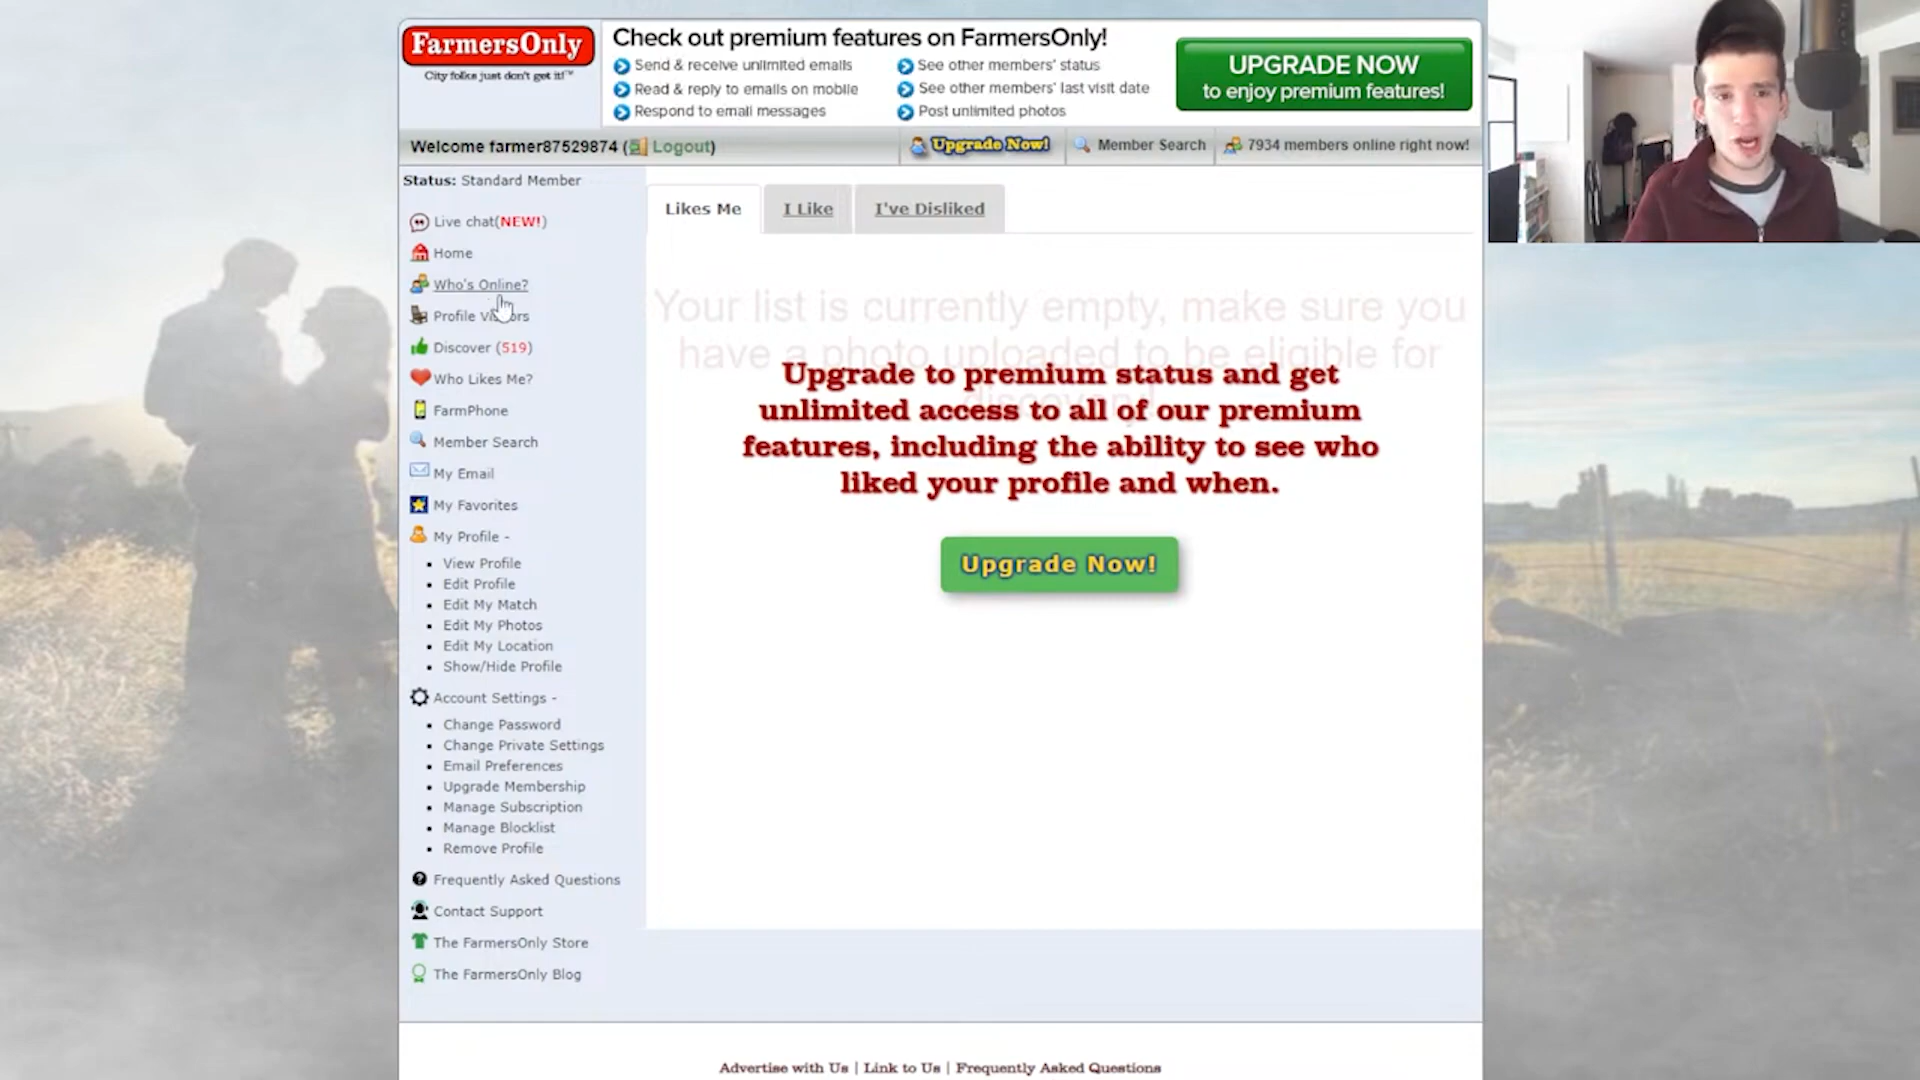 FarmersOnly
City folks just don't get it!™
Check out premium features on FarmersOnly!
Send & receive unlimited emails
Read & reply to emails on mobile
Respond to email messages
See other members' status
See other members' last visit date
Post unlimited photos
UPGRADE NOW
to enjoy premium features!
Welcome farmer87529874 ( Logout)
Upgrade Now!
Member Search
7934 members online right now!
Status: Standard Member
Live chat(NEW!)
Home
Who's Online?
Profile Visitors
Discover (519)
Who Likes Me?
FarmPhone
Member Search
My Email
My Favorites
My Profile -
View Profile
Edit Profile
Edit My Match
Edit My Photos
Edit My Location
Show/Hide Profile
Account Settings -
Change Password
Change Private Settings
Email Preferences
Upgrade Membership
Manage Subscription
Manage Blocklist
Remove Profile
Frequently Asked Questions
Contact Support
The FarmersOnly Store
The FarmersOnly Blog
Likes Me
I Like
I've Disliked
Your list is currently empty, make sure you
have a photo uploaded to be eligible for
discovery!
Upgrade to premium status and get
unlimited access to all of our premium
features, including the ability to see who
liked your profile and when.
Upgrade Now!
Advertise with Us | Link to Us | Frequently Asked Questions